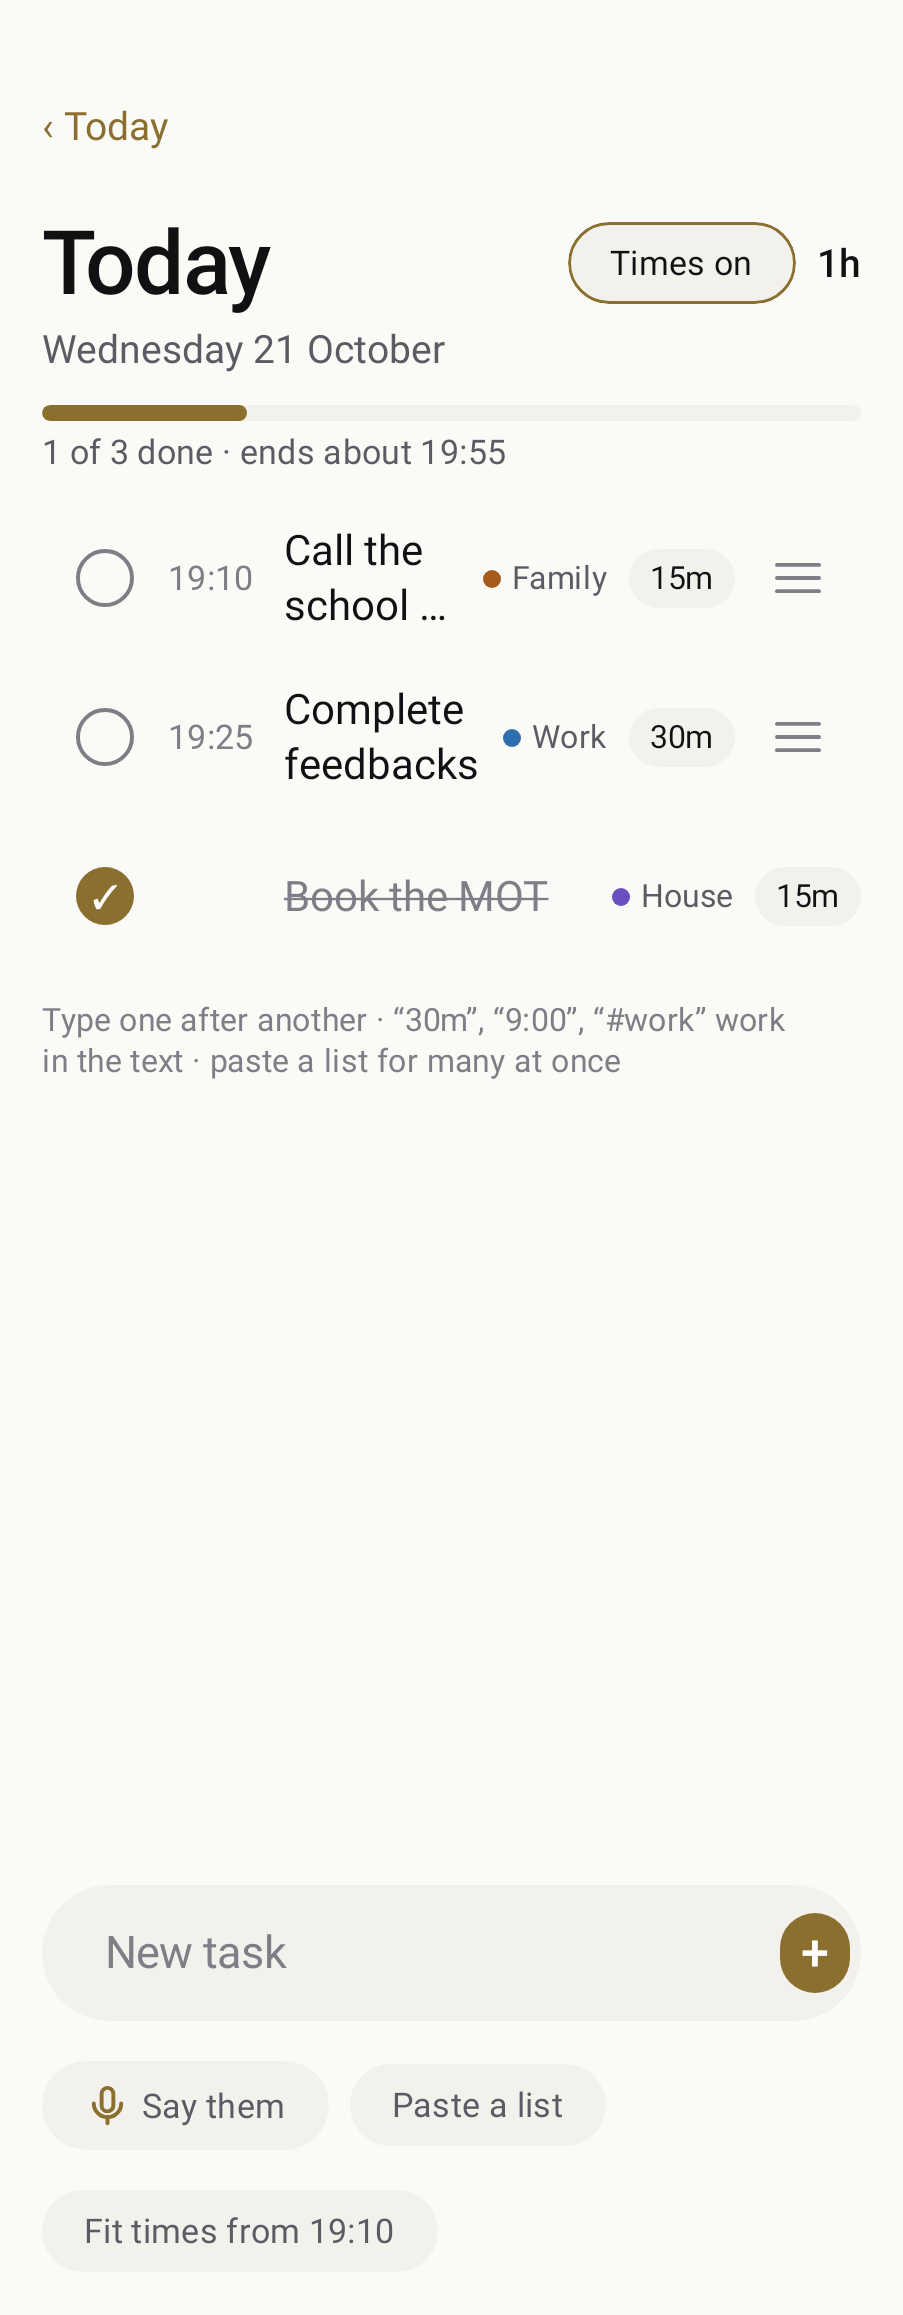 ‹ Today
Today
Times on
1h
Wednesday 21 October
1 of 3 done · ends about 19:55
19:10
Call the
school ...
Family
15m
19:25
Complete
feedbacks
Work
30m
✓
Book the MOT
House
15m
Type one after another · “30m”, “9:00”, “#work” work
in the text · paste a list for many at once
New task
+
Say them
Paste a list
Fit times from 19:10